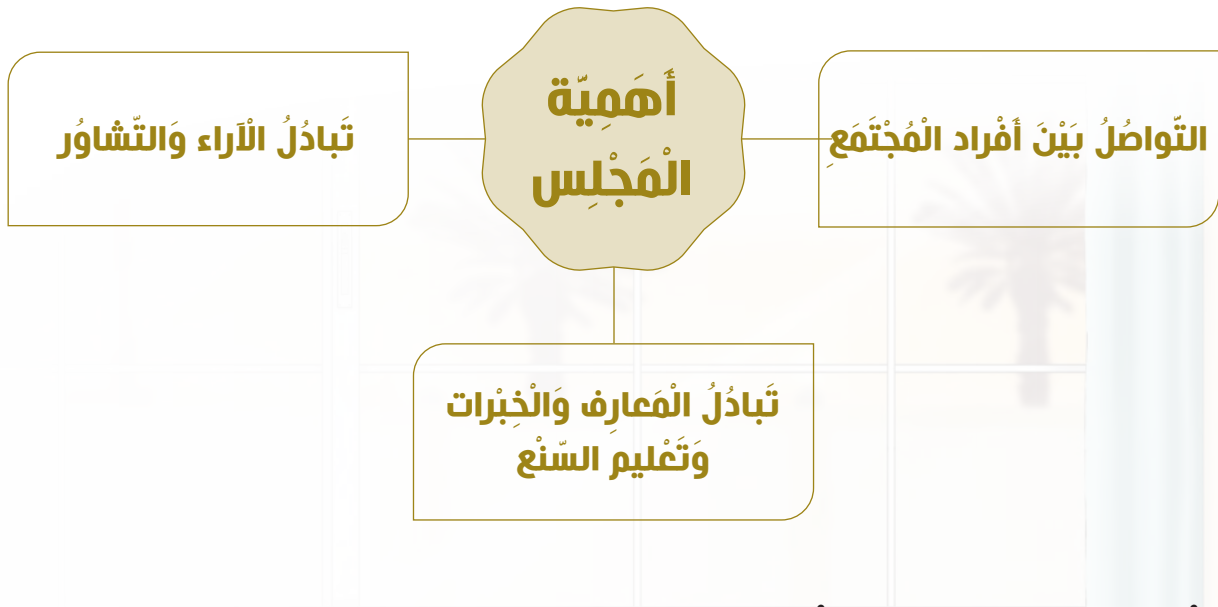 أَهَمِيّة
الْمَجْلِس
التّواصُلُ بَيْنَ أَفْراد الْمُجْتَمَعِ
تَبادُلُ الْآراء وَالتّشاوُر
تَبادُلُ الْمَعارِف وَالْخِبْرات
وَتَعْليم السّنْع